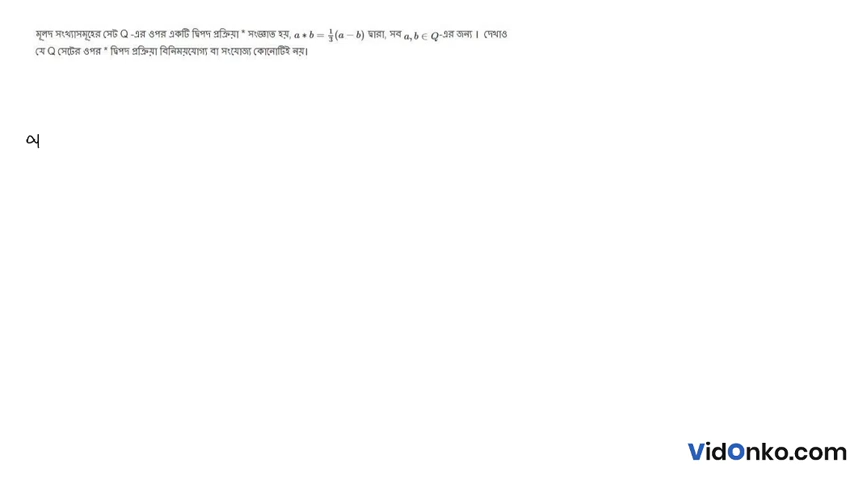 মূলদ সংখ্যাসমূহের সেট Q -এর ওপর একটি দ্বিপদ প্রক্রিয়া * সংজ্ঞাত হয়, a * b = 1/3 (a − b) দ্বারা, সব a, b ∈ Q-এর জন্য । দেখাও
যে Q সেটের ওপর * দ্বিপদ প্রক্রিয়া বিনিময়যোগ্য বা সংযোজ্য কোনোটিই নয়।
VidOnko.com